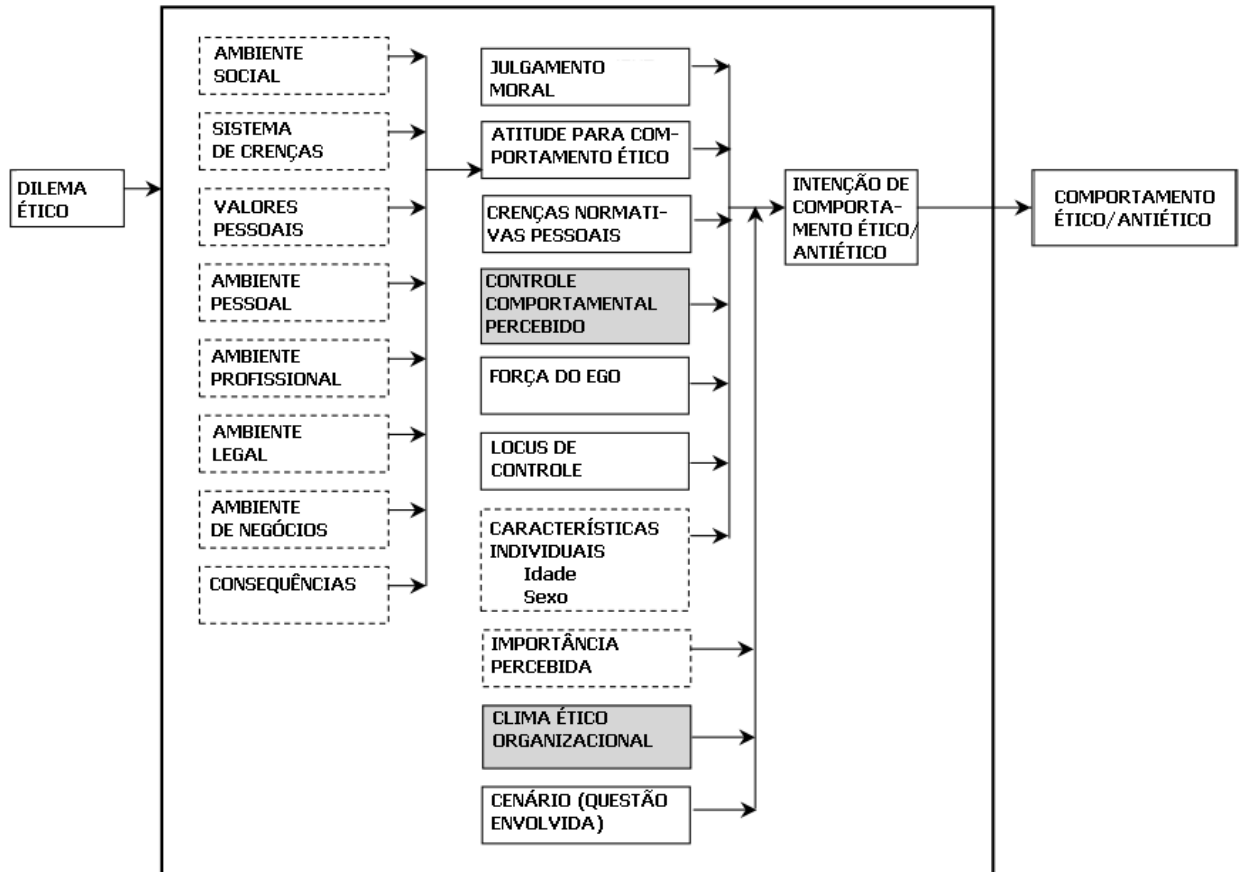 DILEMA
ÉTICO
AMBIENTE
SOCIAL
SISTEMA
DE CRENÇAS
VALORES
PESSOAIS
AMBIENTE
PESSOAL
AMBIENTE
PROFISSIONAL
AMBIENTE
LEGAL
AMBIENTE
DE NEGÓCIOS
CONSEQUÊNCIAS
JULGAMENTO
MORAL
ATITUDE PARA COM-
PORTAMENTO ÉTICO
CRENÇAS NORMATI-
VAS PESSOAIS
CONTROLE
COMPORTAMENTAL
PERCEBIDO
FORÇA DO EGO
LOCUS DE
CONTROLE
CARACTERÍSTICAS
INDIVIDUAIS
Idade
Sexo
IMPORTÂNCIA
PERCEBIDA
CLIMA ÉTICO
ORGANIZACIONAL
CENÁRIO (QUESTÃO
ENVOLVIDA)
INTENÇÃO DE
COMPORTA-
MENTO ÉTICO/
ANTIÉTICO
COMPORTAMENTO
ÉTICO/ANTIÉTICO